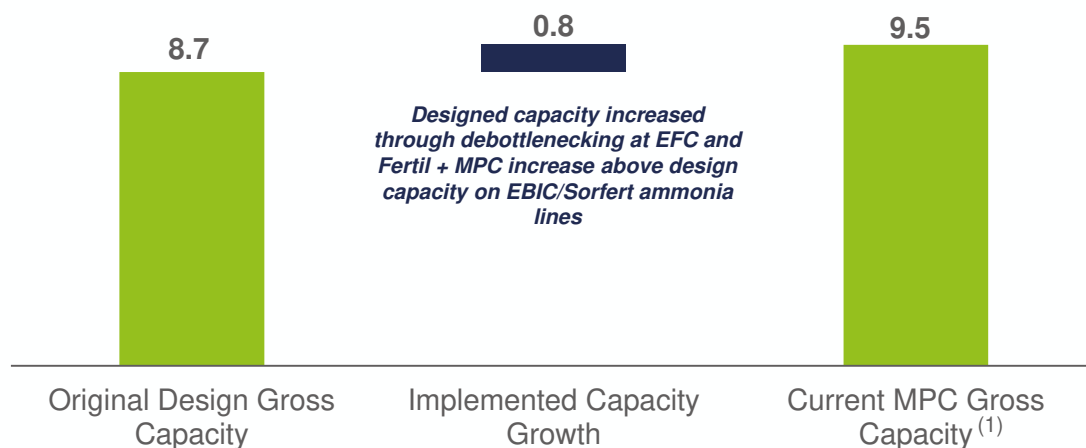 8.7
0.8
9.5
Designed capacity increased
through debottlenecking at EFC and
Fertil + MPC increase above design
capacity on EBIC/Sorfert ammonia
lines
Original Design Gross
Capacity
Implemented Capacity
Growth
Current MPC Gross
Capacity (1)